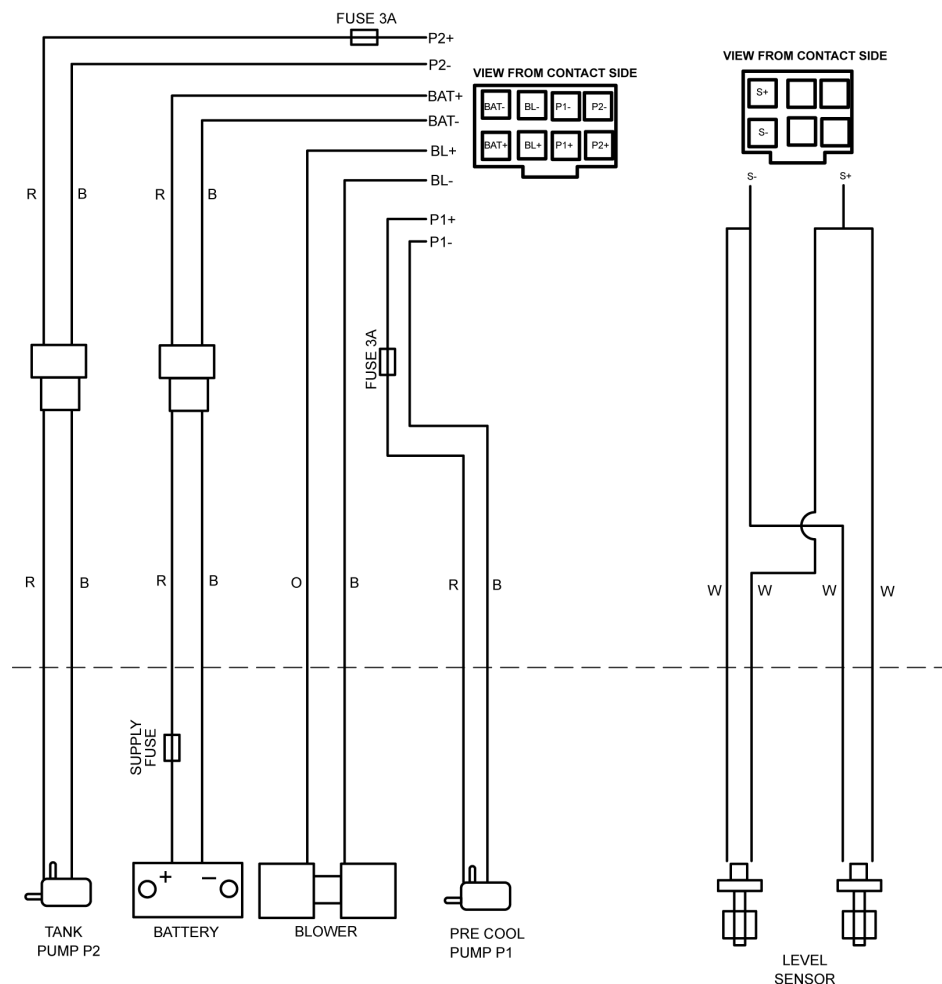 FUSE 3A
P2+
P2-
BAT+
BAT-
BL+
BL-
P1+
P1-
VIEW FROM CONTACT SIDE
BAT- BL- P1- P2-
BAT+ BL+ P1+ P2+
VIEW FROM CONTACT SIDE
S+
S-
S- S+
R B R B
FUSE 3A
R B R B O B R B
W W W W
SUPPLY
FUSE
+ −
TANK
PUMP P2
BATTERY
BLOWER
PRE COOL
PUMP P1
LEVEL
SENSOR